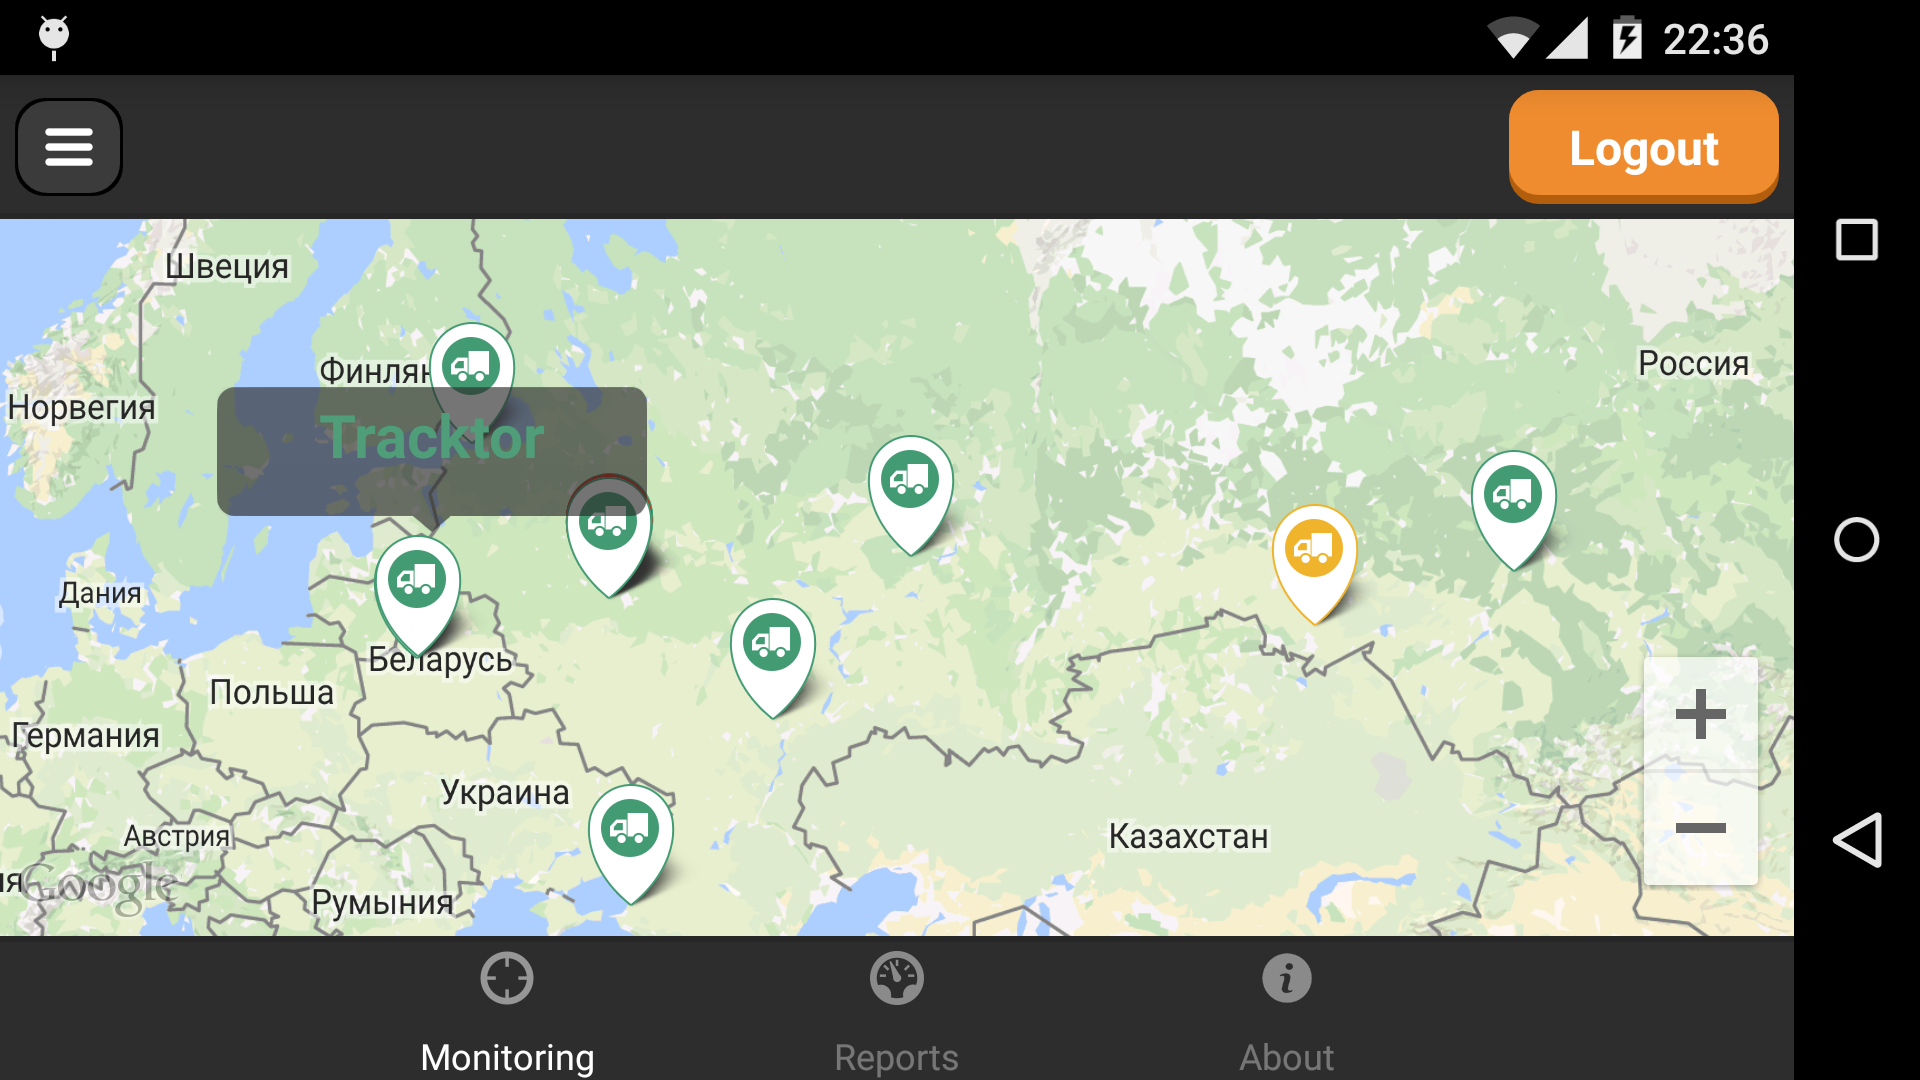 22:36
Logout
Швеция
Финлян
Россия
Норвегия
Tracktor
Дания
Беларусь
Польша
Германия
Украина
Австрия
Казахстан
я
Google
Румыния
Monitoring
Reports
About